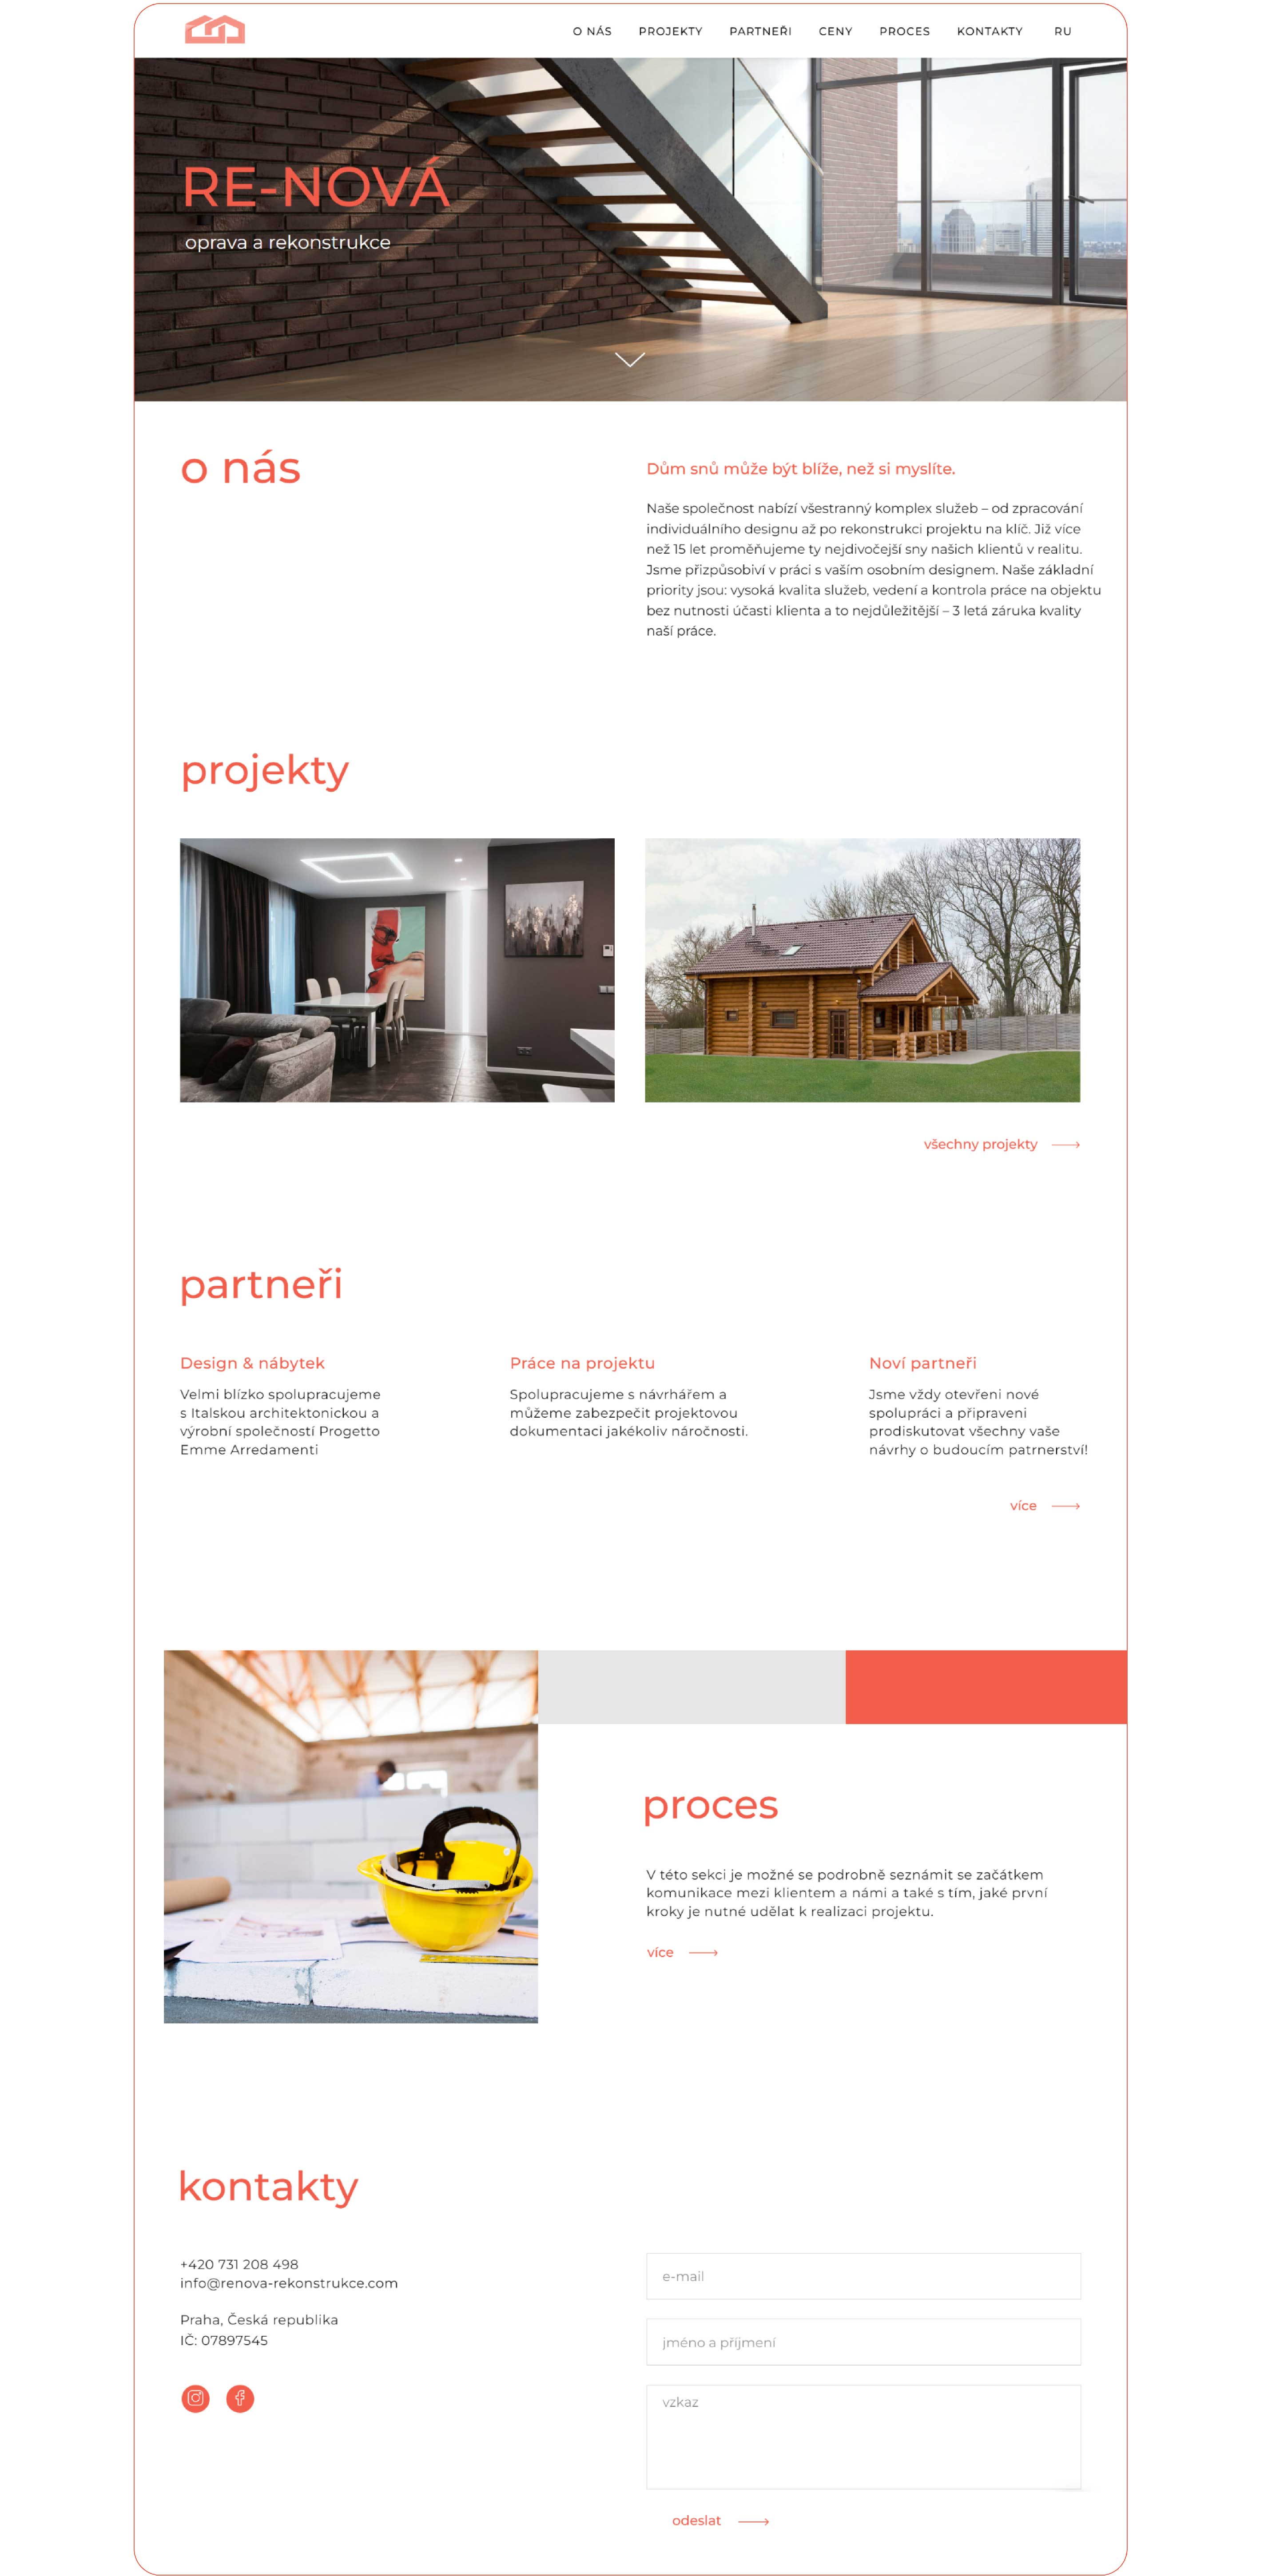 O NÁS PROJEKTY PARTNEŘI CENY PROCES KONTAKTY RU
RE-NOVÁ
oprava a rekonstrukce
o nás
Dům snů může být blíže, než si myslíte.
Naše společnost nabízí všestranný komplex služeb – od zpracování
individuálního designu až po rekonstrukci projektu na klíč. Již více
než 15 let proměňujeme ty nejdivočejší sny našich klientů v realitu.
Jsme přizpůsobiví v práci s vaším osobním designem. Naše základní
priority jsou: vysoká kvalita služeb, vedení a kontrola práce na objektu
bez nutnosti účasti klienta a to nejdůležitější – 3 letá záruka kvality
naší práce.
projekty
všechny projekty
partneři
Design & nábytek
Velmi blízko spolupracujeme
s Italskou architektonickou a
výrobní společností Progetto
Emme Arredamenti
Práce na projektu
Spolupracujeme s návrhářem a
můžeme zabezpečit projektovou
dokumentaci jakékoliv náročnosti.
Noví partneři
Jsme vždy otevřeni nové
spolupráci a připraveni
prodiskutovat všechny vaše
návrhy o budoucím patrnerství!
více
proces
V této sekci je možné se podrobně seznámit se začátkem
komunikace mezi klientem a námi a také s tím, jaké první
kroky je nutné udělat k realizaci projektu.
více
kontakty
+420 731 208 498
info@renova-rekonstrukce.com
Praha, Česká republika
IČ: 07897545
e-mail
jméno a příjmení
vzkaz
odeslat